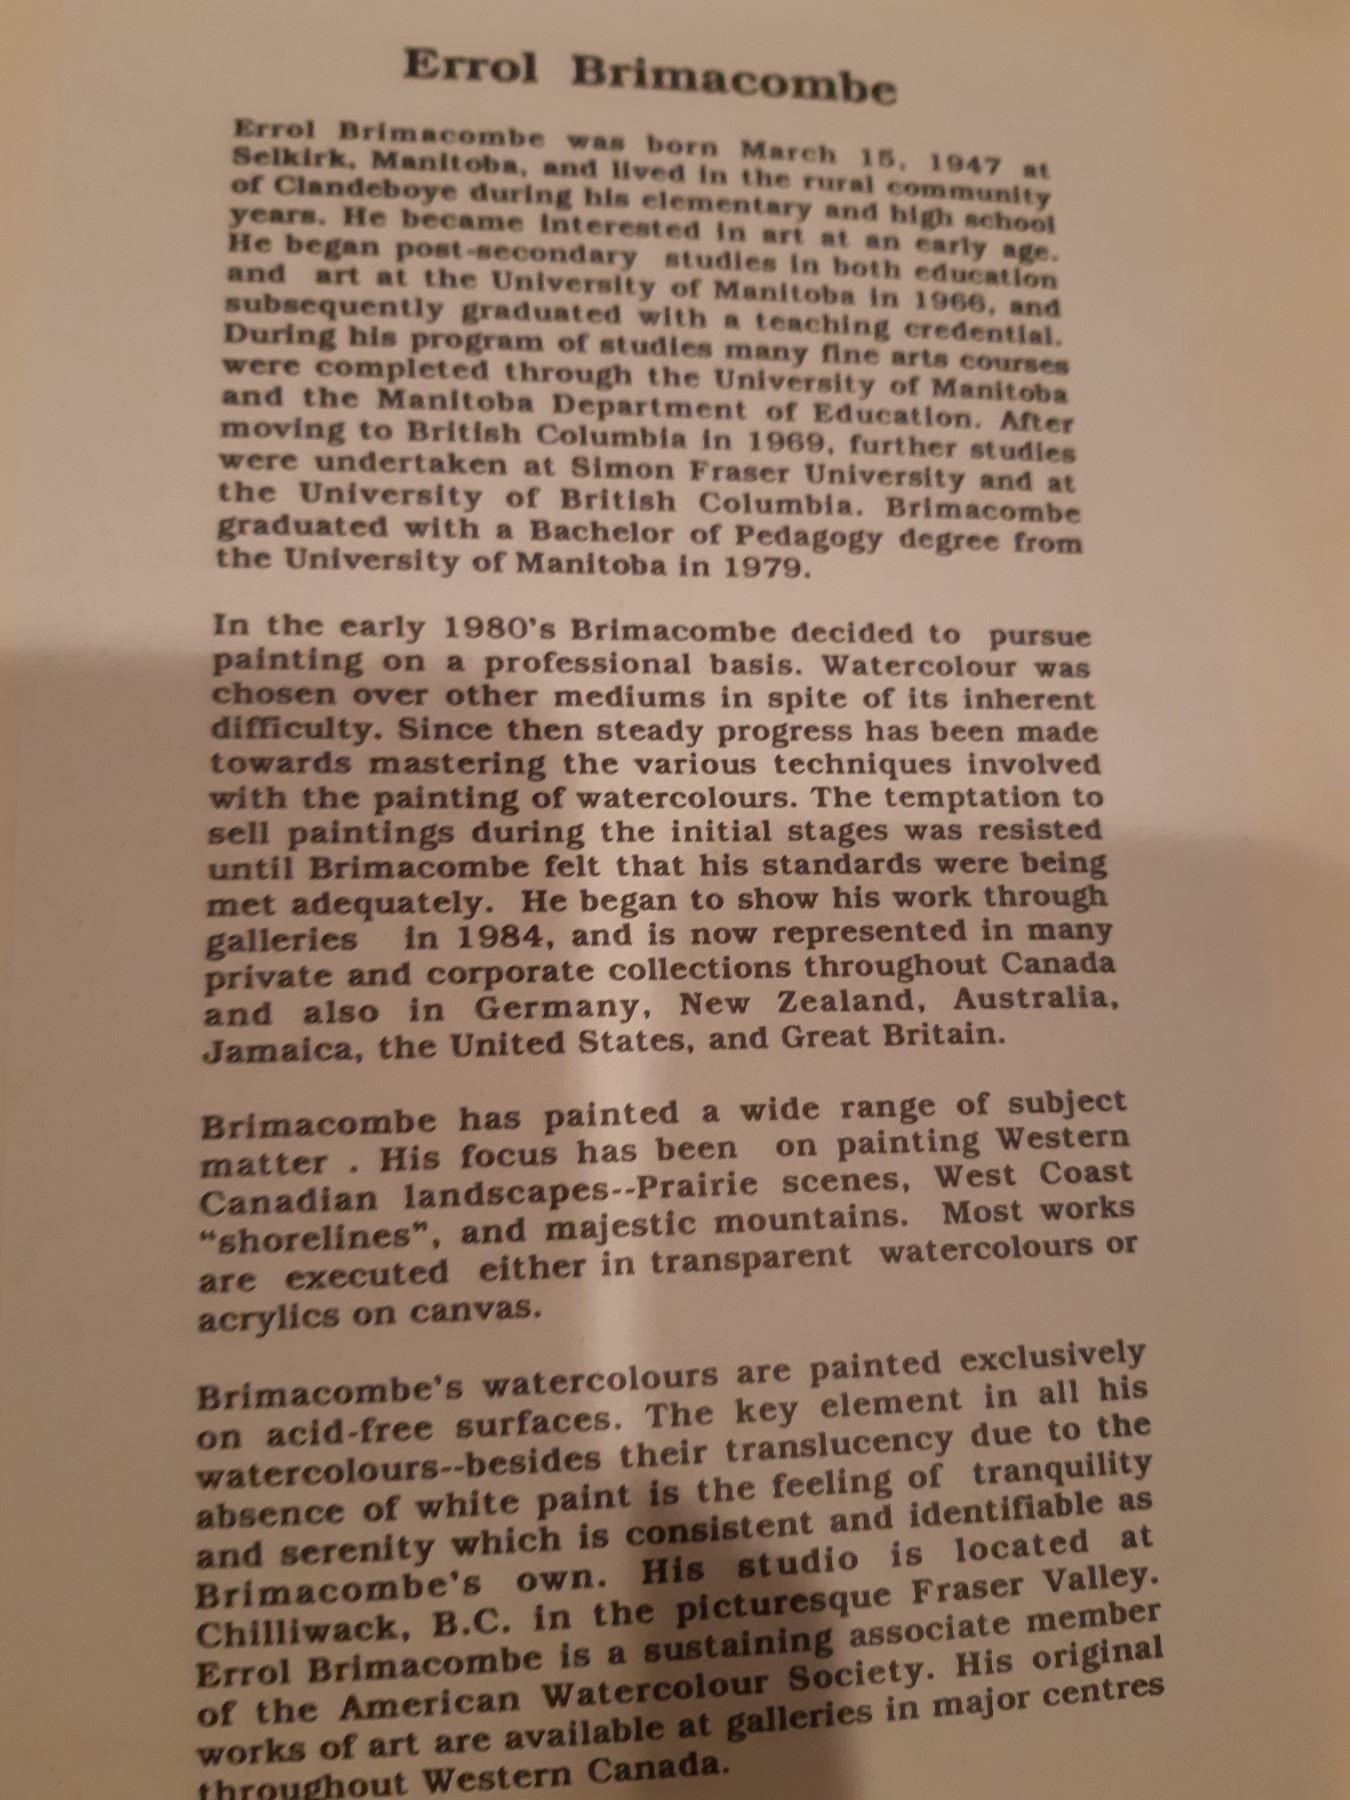 Errol Brimacombe
Errol Brimacombe was born March 15, 1947 at
Selkirk, Manitoba, and lived in the rural community
of Clandeboye during his elementary and high school
years. He became interested in art at an early age.
He began post-secondary studies in both education
and art at the University of Manitoba in 1966, and
subsequently graduated with a teaching credential.
During his program of studies many fine arts courses
were completed through the University of Manitoba
and the Manitoba Department of Education. After
moving to British Columbia in 1969, further studies
were undertaken at Simon Fraser University and at
the University of British Columbia. Brimacombe
graduated with a Bachelor of Pedagogy degree from
the University of Manitoba in 1979.
In the early 1980's Brimacombe decided to pursue
painting on a professional basis. Watercolour was
chosen over other mediums in spite of its inherent
difficulty. Since then steady progress has been made
towards mastering the various techniques involved
with the painting of watercolours. The temptation to
sell paintings during the initial stages was resisted
until Brimacombe felt that his standards were being
met adequately. He began to show his work through
galleries in 1984, and is now represented in many
private and corporate collections throughout Canada
and also in Germany, New Zealand, Australia,
Jamaica, the United States, and Great Britain.
Brimacombe has painted a wide range of subject
matter . His focus has been on painting Western
Canadian landscapes--Prairie scenes, West Coast
“shorelines”, and majestic mountains. Most works
are executed either in transparent watercolours or
acrylics on canvas.
Brimacombe's watercolours are painted exclusively
on acid-free surfaces. The key element in all his
watercolours--besides their translucency due to the
absence of white paint is the feeling of tranquility
and serenity which is consistent and identifiable as
Brimacombe's own. His studio is located at
Chilliwack, B.C. in the picturesque Fraser Valley.
Errol Brimacombe is a sustaining associate member
of the American Watercolour Society. His original
works of art are available at galleries in major centres
throughout Western Canada.